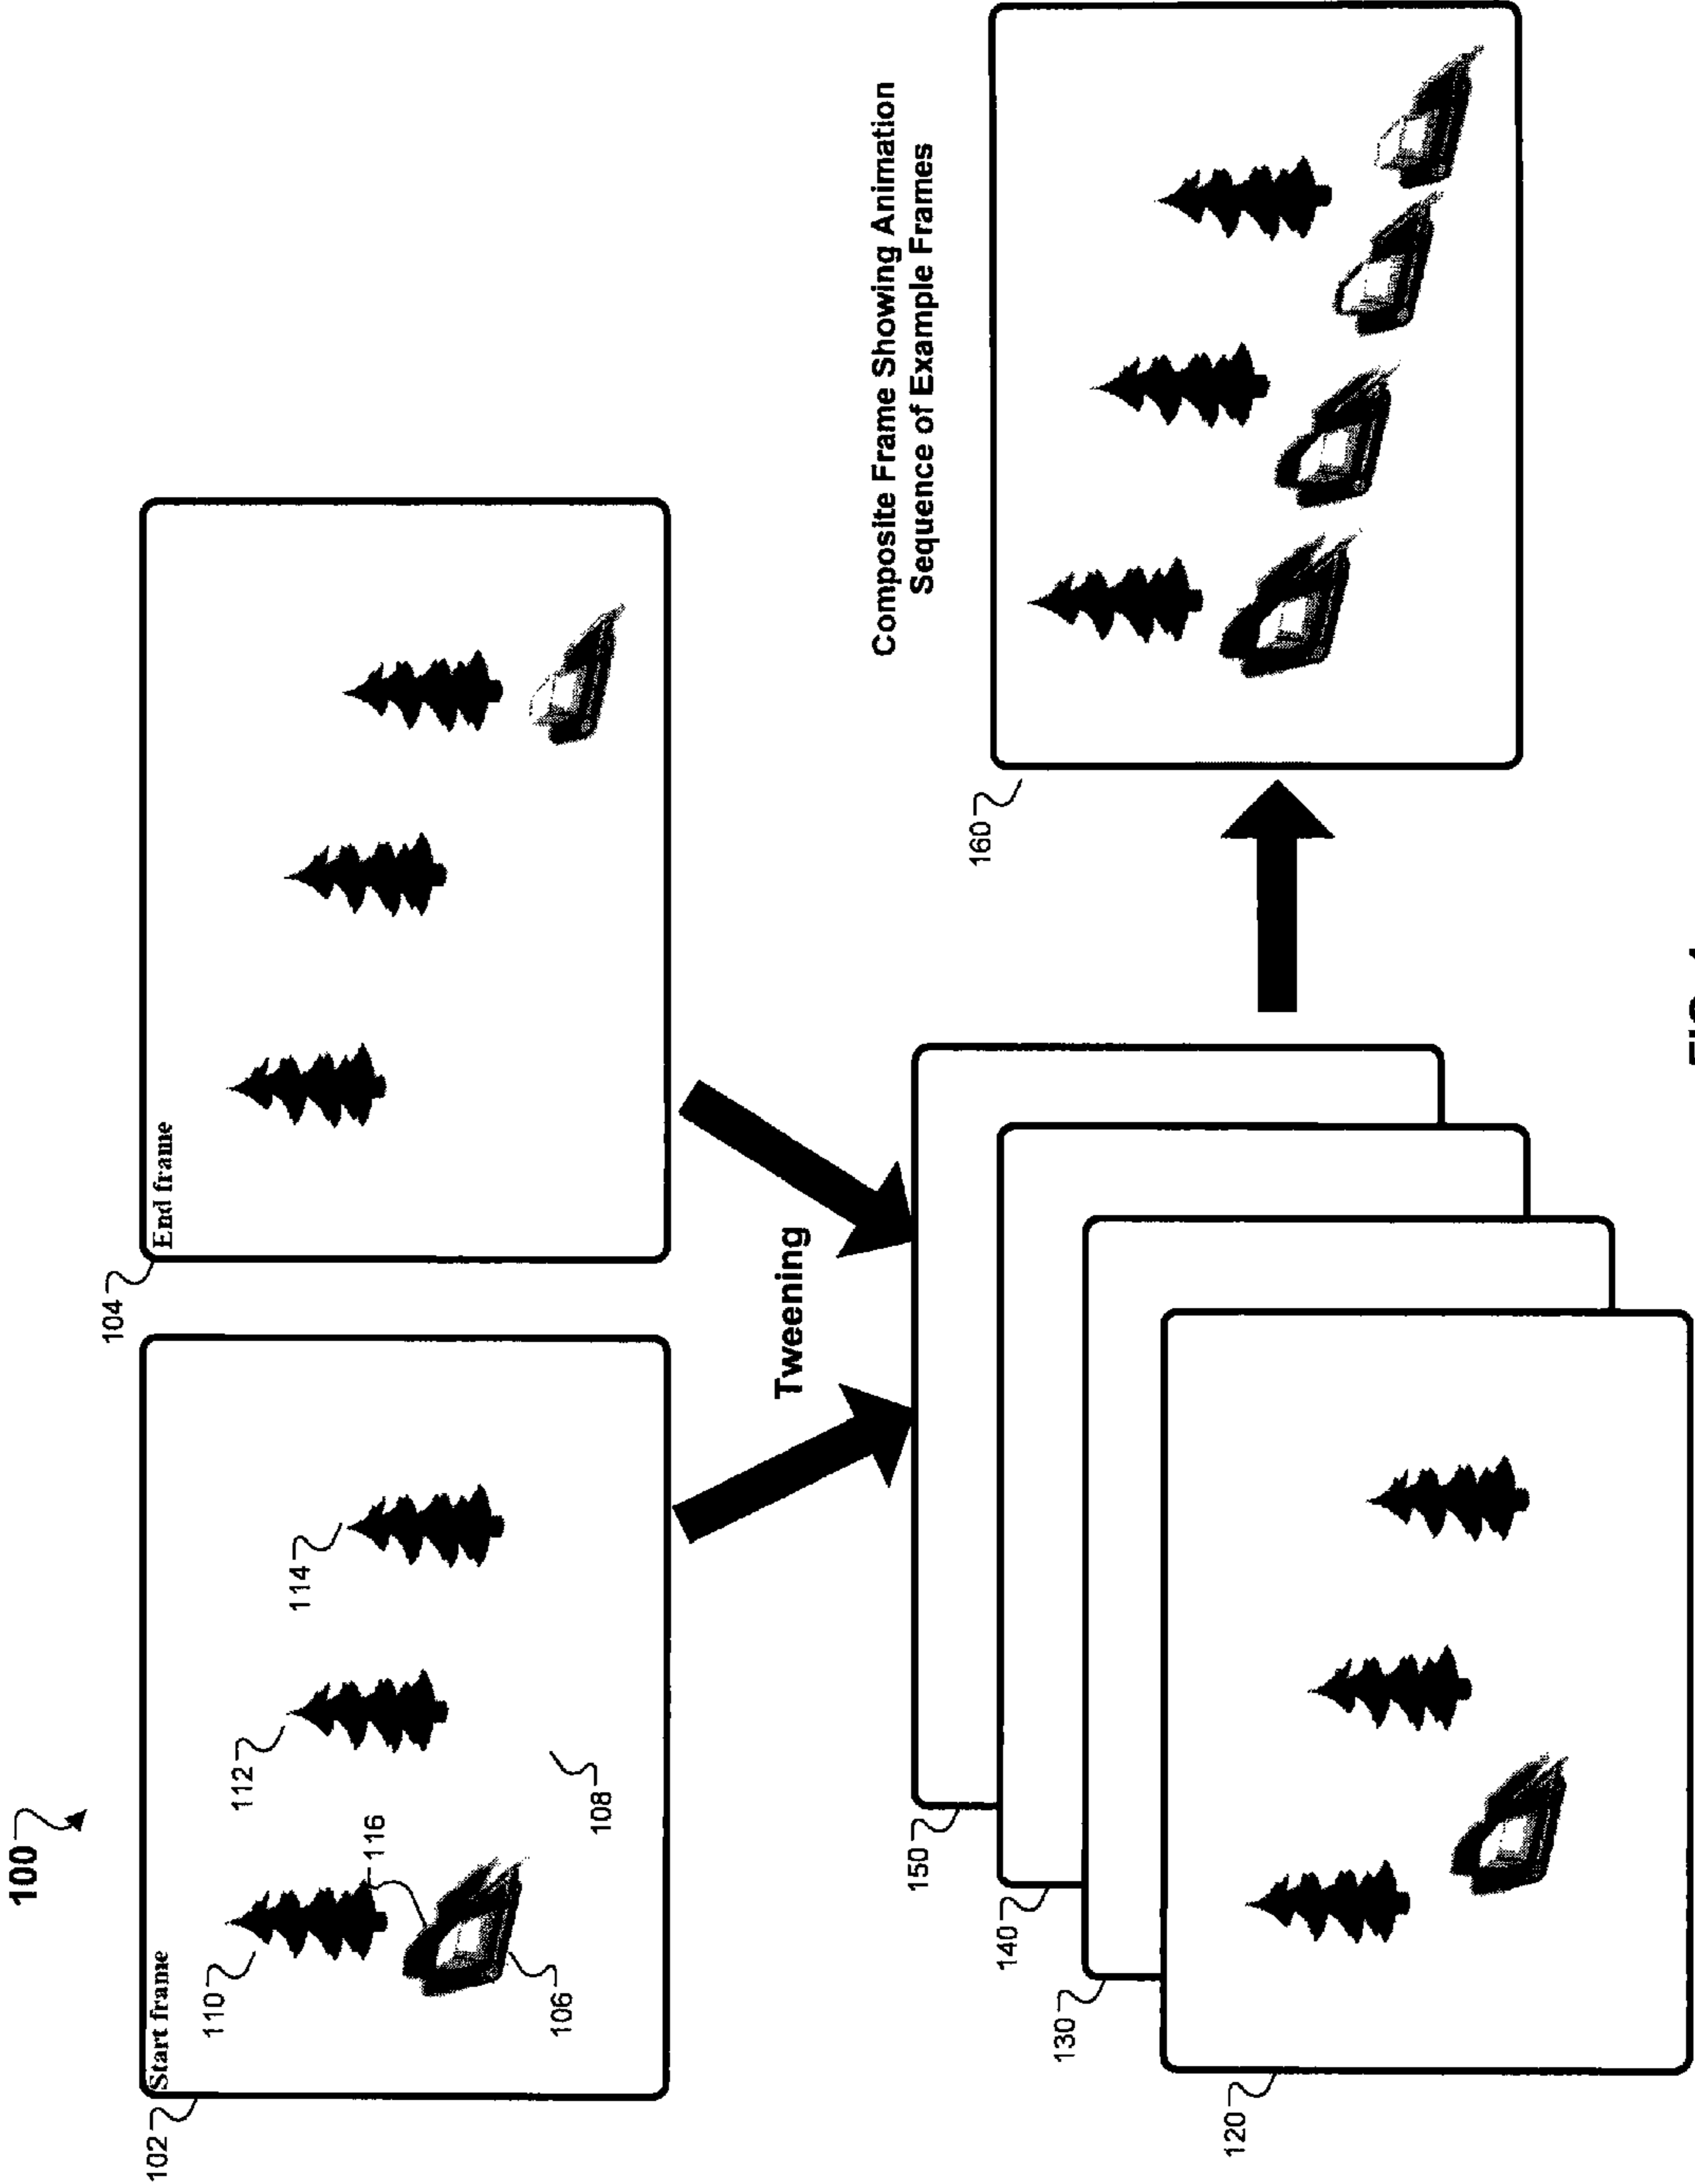 100
102
Start frame
110
112
114
116
106
108
104
End frame
Tweening
150
140
130
120
160
Composite Frame Showing Animation
Sequence of Example Frames